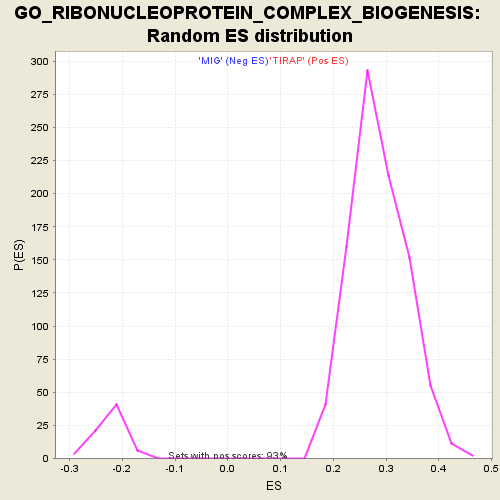 GO_RIBONUCLEOPROTEIN_COMPLEX_BIOGENESIS:
Random ES distribution
'MIG' (Neg ES)'TIRAP' (Pos ES)
300
275
250
225
200
175
150
125
100
75
50
25
0
P(ES)
Sets with pos scores: 93%
-0.3 -0.2 -0.1 0.0 0.1 0.2 0.3 0.4 0.5
ES